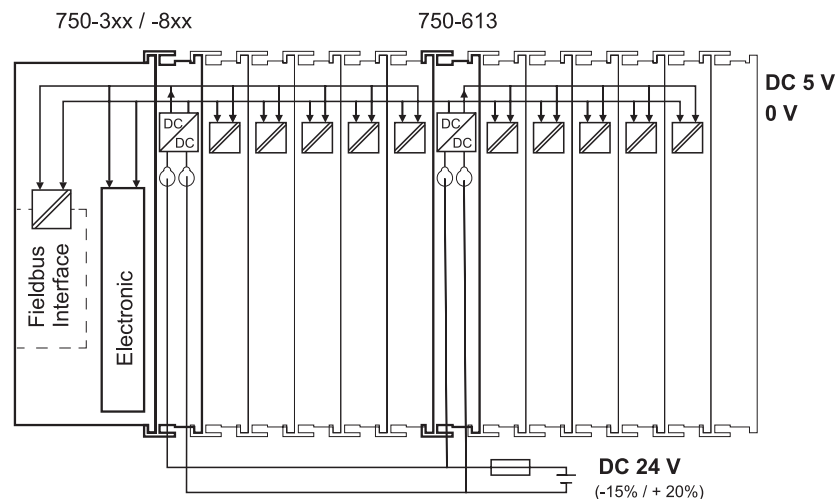 750-3xx / -8xx
750-613
DC 5 V
0 V
DC
DC
DC
DC
Fieldbus
Interface
Electronic
DC 24 V
(-15% / + 20%)